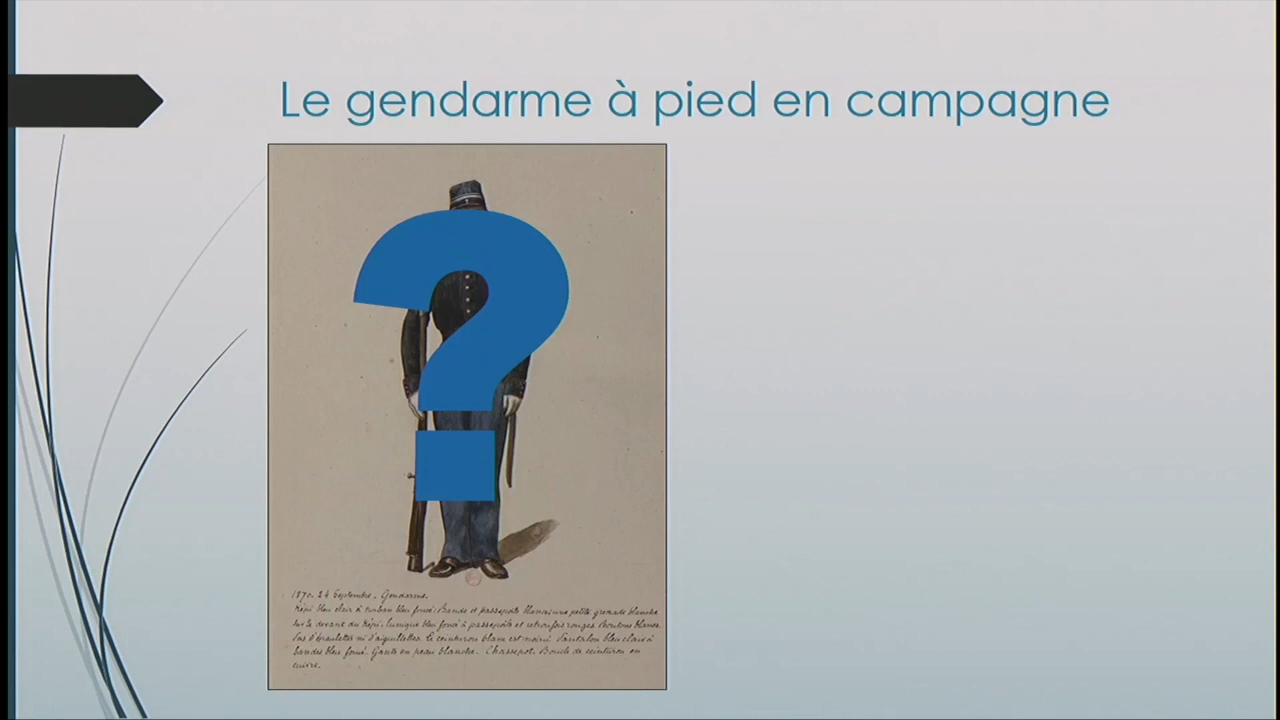 Le gendarme à pied en campagne
?
1870. 24 Septembre. Gendarme.
Képi bleu clair à turban bleu foncé; Bande et passepoils blancs; une petite grenade blanche
sur le devant du képi; tunique bleu foncé à passepoils et retroussis rouges. Boutons blancs.
Pas d'épaulettes ni d'aiguillettes. Le ceinturon blanc est noirci. Pantalon bleu clair à
bandes bleu foncé. Gants en peau blanche. Chassepot. Boucle de ceinturon en
cuivre.